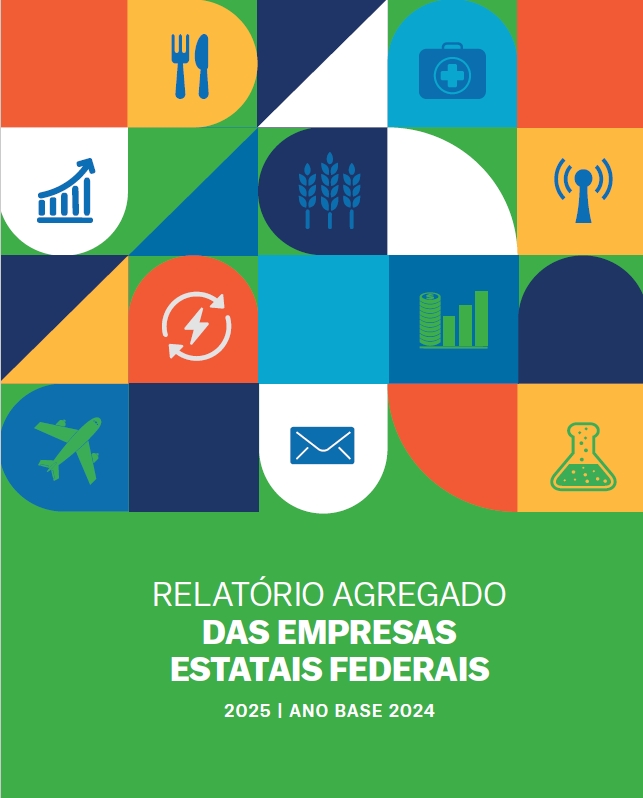 RELATÓRIO AGREGADO
DAS EMPRESAS
ESTATAIS FEDERAIS
2025 | ANO BASE 2024